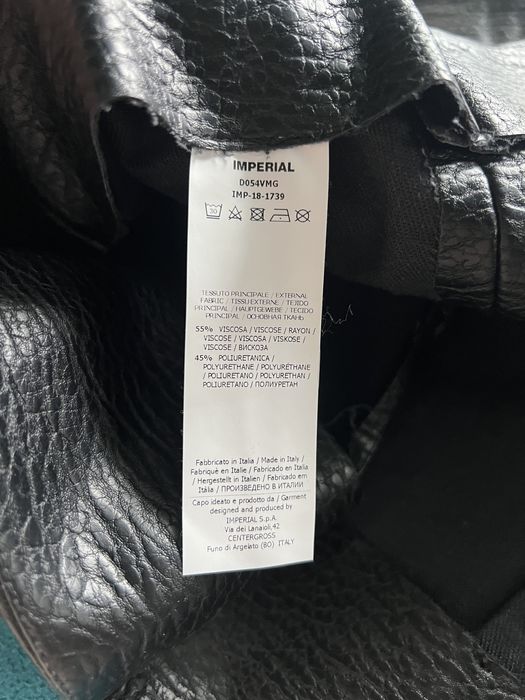 IMPERIAL
D054VMG
IMP-18-1739
30
TESSUTO PRINCIPALE / EXTERNAL
FABRIC / TISSU EXTERNE / TEJIDO
PRINCIPAL / HAUPTGEWEBE / TECIDO
PRINCIPAL / ОСНОВНАЯ ТКАНЬ
55% VISCOSA / VISCOSE / RAYON /
VISCOSE / VISCOSA / VISKOSE /
VISCOSE / ВИСКОЗА
45% POLIURETANICA /
POLYURETHANE / POLYURÉTHANE
/ POLIURETANO / POLYURETHAN /
POLIURETANO / ПОЛИУРЕТАН
Fabbricato in Italia / Made in Italy /
Fabriqué en Italie / Fabricado en Italia
/ Hergestellt in Italien / Fabricado em
Itália / ПРОИЗВЕДЕНО В ИТАЛИИ
Capo ideato e prodotto da / Garment
designed and produced by
IMPERIAL S.p.A.
Via dei Lanaioli,42
CENTERGROSS
Funo di Argelato (BO) ITALY